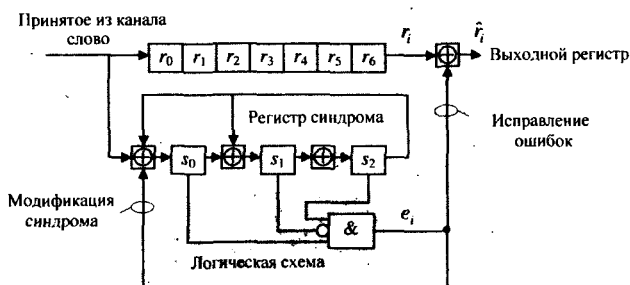 Принятое из канала
слово
r₀ r₁ r₂ r₃ r₄ r₅ r₆
rᵢ
r̂ᵢ
Выходной регистр
Регистр синдрома
Исправление
ошибок
s₀ s₁ s₂
Модификация
синдрома
&
eᵢ
Логическая схема